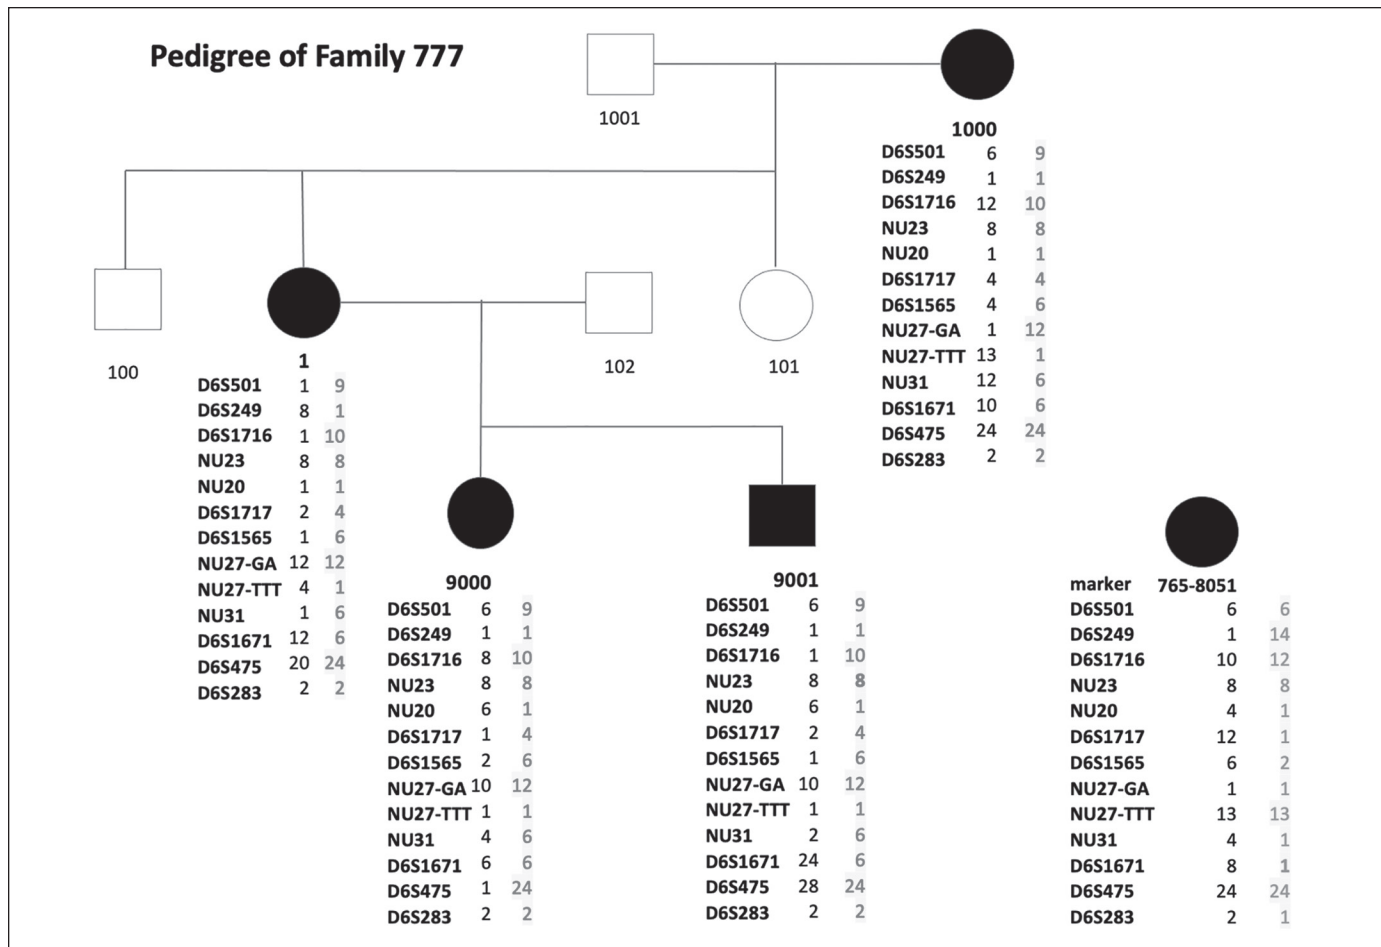 Pedigree of Family 777
1001
1000
D6S501 6 9
D6S249 1 1
D6S1716 12 10
NU23 8 8
NU20 1 1
D6S1717 4 4
D6S1565 4 6
NU27-GA 1 12
NU27-TTT 13 1
NU31 12 6
D6S1671 10 6
D6S475 24 24
D6S283 2 2
100
1
102
101
D6S501 1 9
D6S249 8 1
D6S1716 1 10
NU23 8 8
NU20 1 1
D6S1717 2 4
D6S1565 1 6
NU27-GA 12 12
NU27-TTT 4 1
NU31 1 6
D6S1671 12 6
D6S475 20 24
D6S283 2 2
9000
D6S501 6 9
D6S249 1 1
D6S1716 8 10
NU23 8 8
NU20 6 1
D6S1717 1 4
D6S1565 2 6
NU27-GA 10 12
NU27-TTT 1 1
NU31 4 6
D6S1671 6 6
D6S475 1 24
D6S283 2 2
9001
D6S501 6 9
D6S249 1 1
D6S1716 1 10
NU23 8 8
NU20 6 1
D6S1717 2 4
D6S1565 1 6
NU27-GA 10 12
NU27-TTT 1 1
NU31 2 6
D6S1671 24 6
D6S475 28 24
D6S283 2 2
marker 765-8051
D6S501 6 6
D6S249 1 14
D6S1716 10 12
NU23 8 8
NU20 4 1
D6S1717 12 1
D6S1565 6 2
NU27-GA 1 1
NU27-TTT 13 13
NU31 4 1
D6S1671 8 1
D6S475 24 24
D6S283 2 1